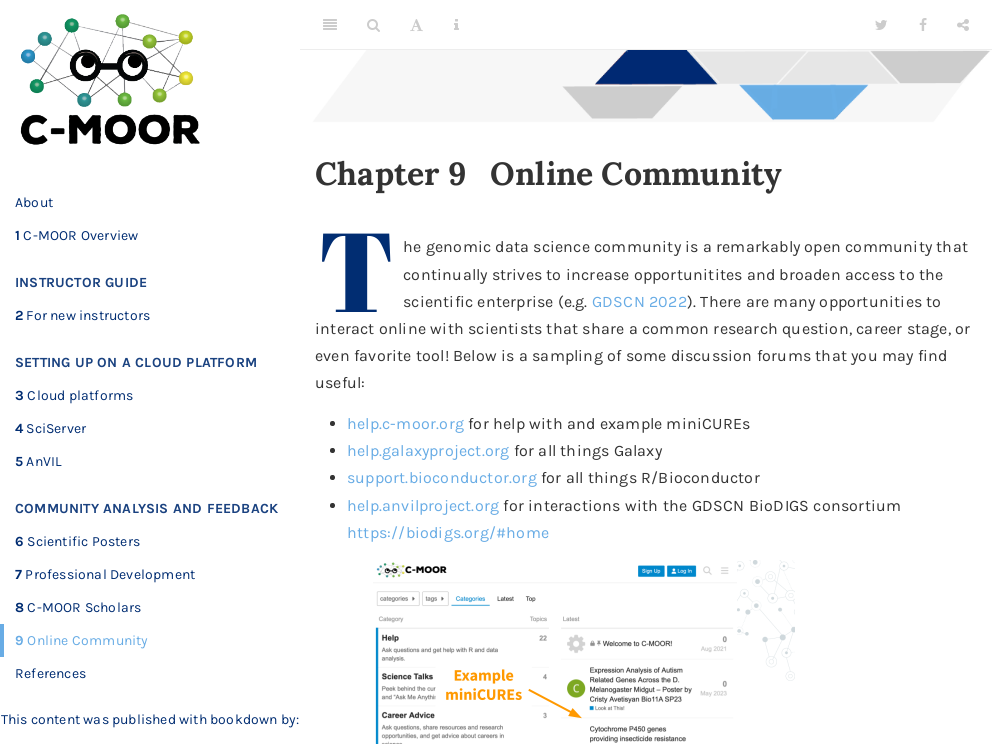 C-MOOR
About
1 C-MOOR Overview
INSTRUCTOR GUIDE
2 For new instructors
SETTING UP ON A CLOUD PLATFORM
3 Cloud platforms
4 SciServer
5 AnVIL
COMMUNITY ANALYSIS AND FEEDBACK
6 Scientific Posters
7 Professional Development
8 C-MOOR Scholars
9 Online Community
References
This content was published with bookdown by:
A i
Chapter 9 Online Community
The genomic data science community is a remarkably open community that
continually strives to increase opportunitites and broaden access to the
scientific enterprise (e.g. GDSCN 2022). There are many opportunities to
interact online with scientists that share a common research question, career stage, or
even favorite tool! Below is a sampling of some discussion forums that you may find
useful:
• help.c-moor.org for help with and example miniCUREs
• help.galaxyproject.org for all things Galaxy
• support.bioconductor.org for all things R/Bioconductor
• help.anvilproject.org for interactions with the GDSCN BioDIGS consortium
https://biodigs.org/#home
C-MOOR Sign Up Log In
categories tags Categories Latest Top
Category Topics Latest
Help 22
Ask questions and get help with R and data
analysis.
Science Talks
Peek behind the cur
and "Ask Me Anythi
Career Advice 3
Ask questions, share resources and research
opportunities, and get advice about careers in
Example
miniCUREs
Welcome to C-MOOR! 0
Aug 2021
C
Expression Analysis of Autism
Related Genes Across the D.
Melanogaster Midgut – Poster by
Cristy Avetisyan Bio11A SP23
0
May 2023
Look at This!
Cytochrome P450 genes
providing insecticide resistance